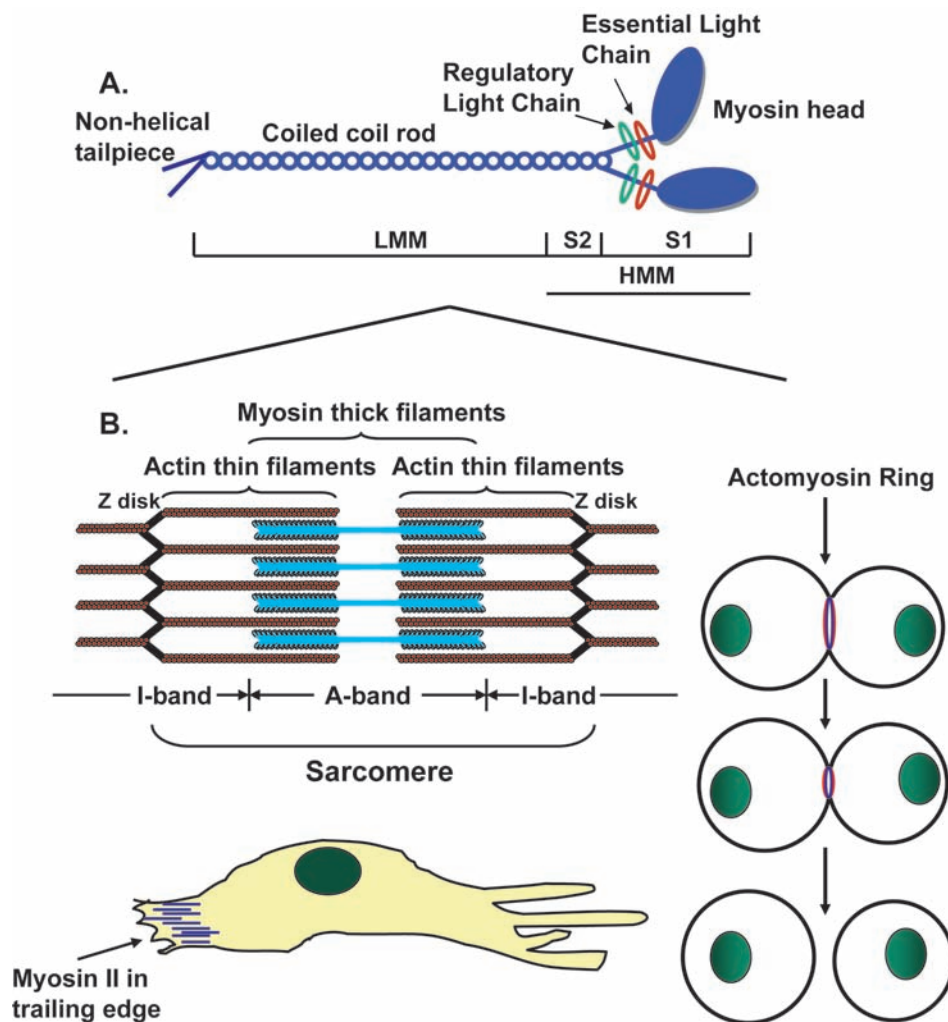 A.
Essential Light
Chain
Regulatory
Light Chain
Myosin head
Non-helical
tailpiece
Coiled coil rod
LMM
S2
S1
HMM
B.
Myosin thick filaments
Actin thin filaments
Actin thin filaments
Z disk
Z disk
I-band
A-band
I-band
Sarcomere
Actomyosin Ring
Myosin II in
trailing edge